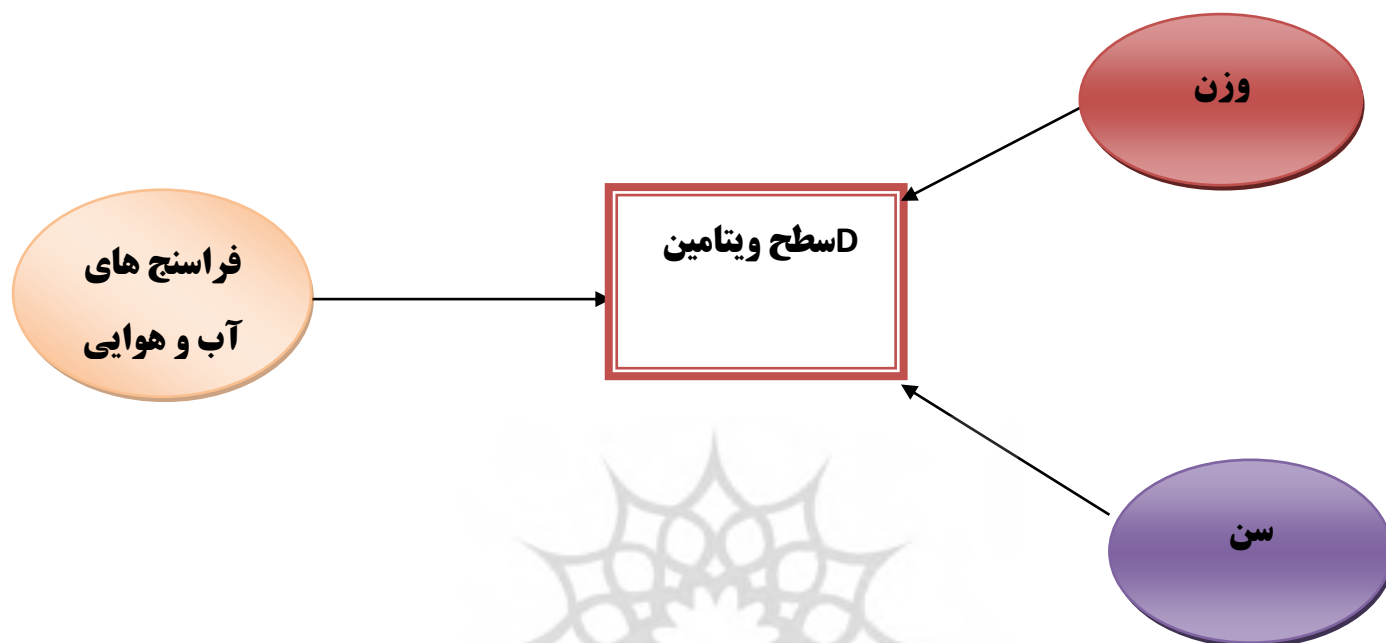 وزن
سطح ویتامینD
فراسنج های
آب و هوایی
سن